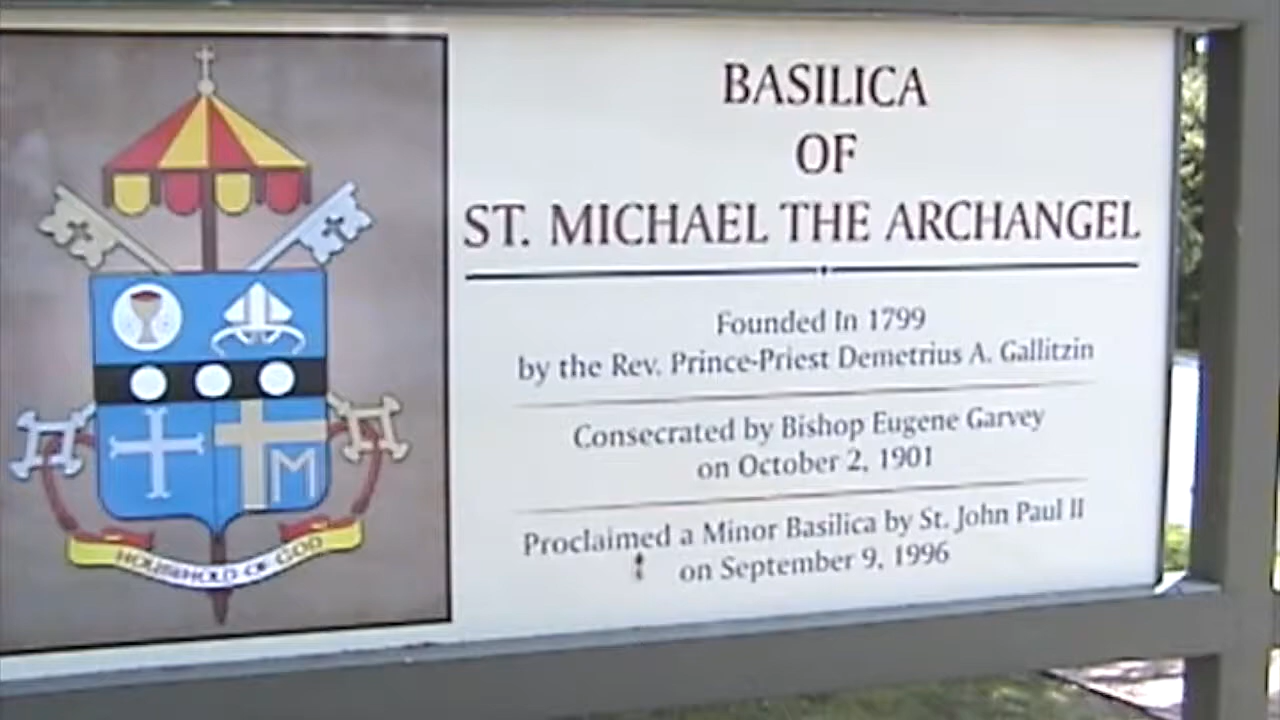 BASILICA
OF
ST. MICHAEL THE ARCHANGEL
Founded In 1799
by the Rev. Prince-Priest Demetrius A. Gallitzin
Consecrated by Bishop Eugene Garvey
on October 2, 1901
Proclaimed a Minor Basilica by St. John Paul II
on September 9, 1996
M
HOUSEHOLD OF GOD